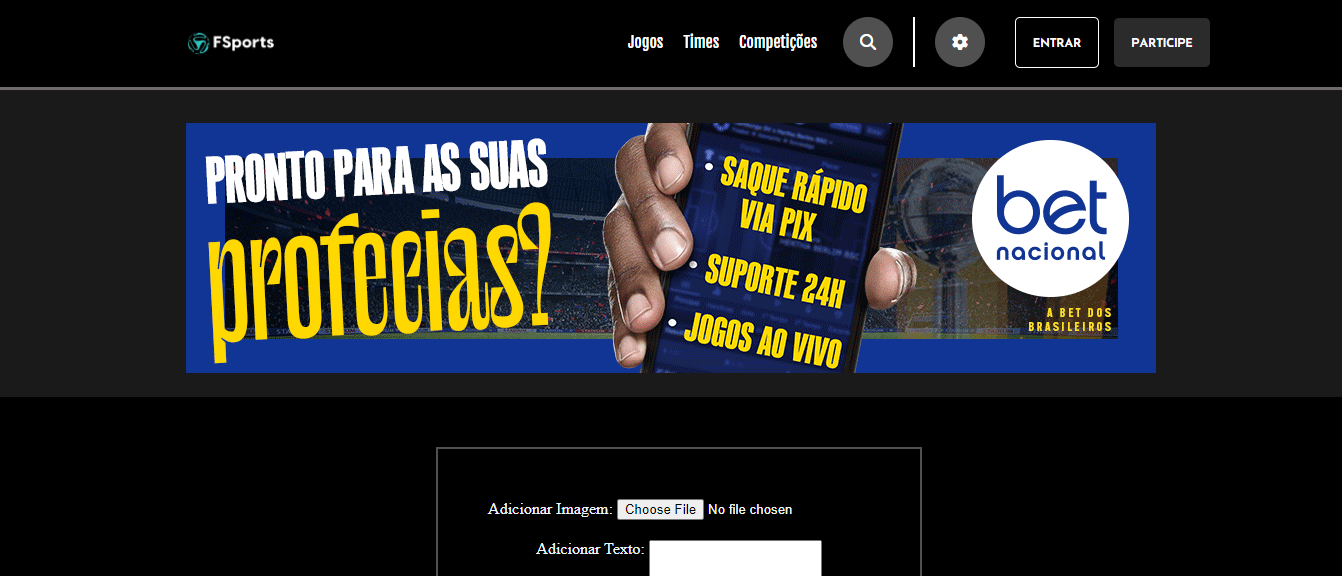 FSports
Jogos
Times
Competições
ENTRAR
PARTICIPE
PRONTO PARA AS SUAS
profecias?
• SAQUE RÁPIDO
VIA PIX
• SUPORTE 24H
• JOGOS AO VIVO
bet
nacional
A BET DOS
BRASILEIROS
Adicionar Imagem: Choose File No file chosen
Adicionar Texto: